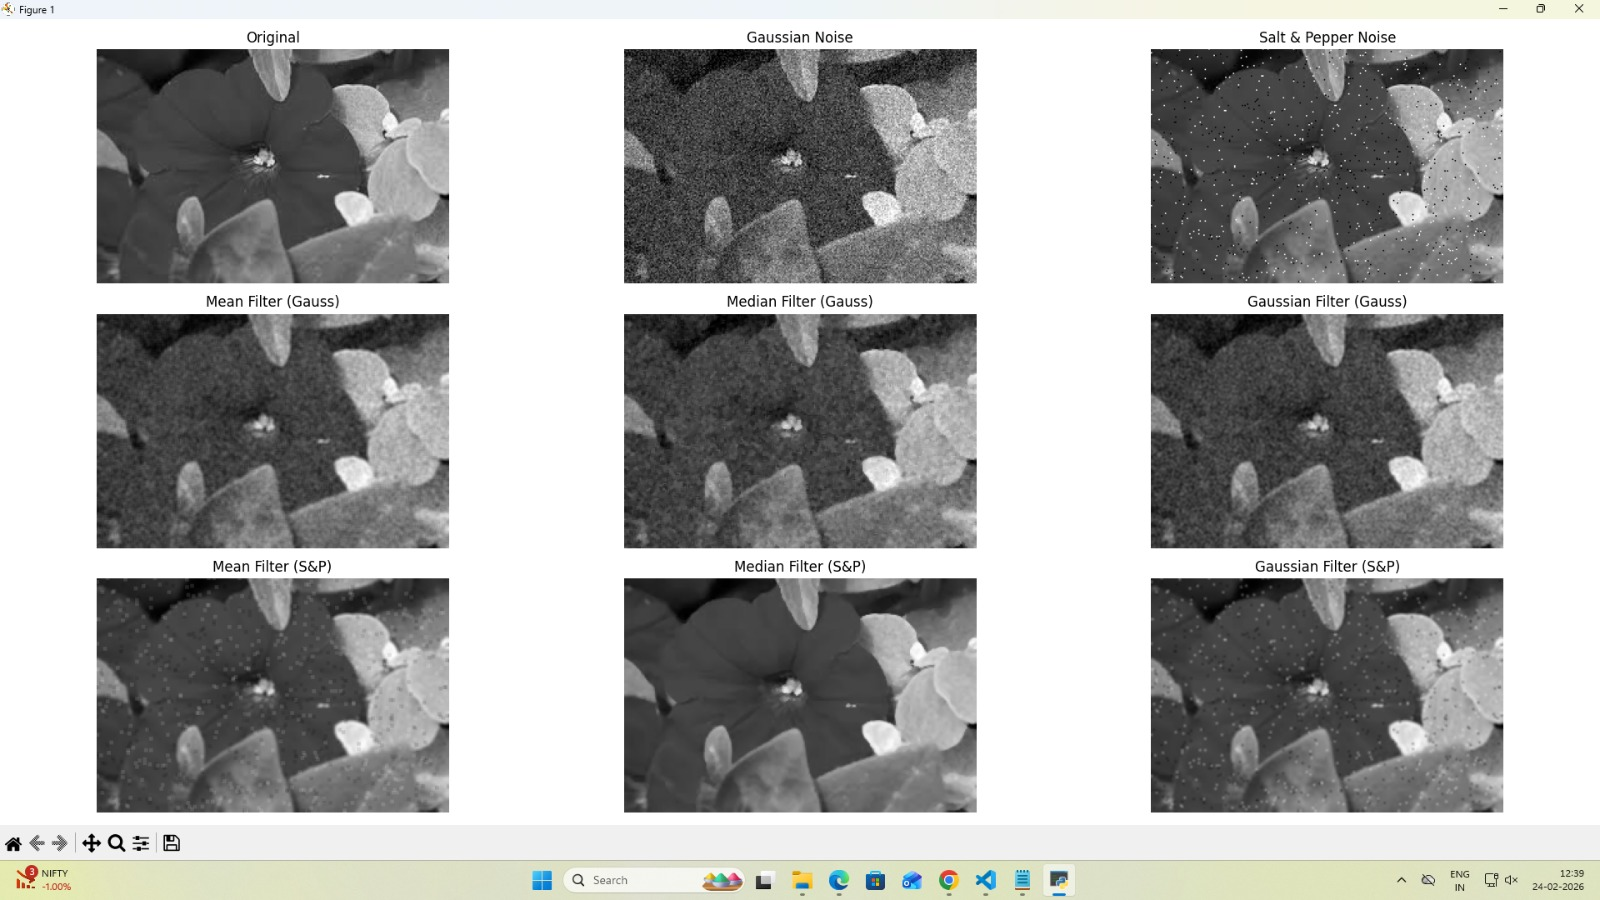 Figure 1
Original
Gaussian Noise
Salt & Pepper Noise
Mean Filter (Gauss)
Median Filter (Gauss)
Gaussian Filter (Gauss)
Mean Filter (S&P)
Median Filter (S&P)
Gaussian Filter (S&P)
3
NIFTY
-1.00%
Search
ENG
IN
12:39
24-02-2026